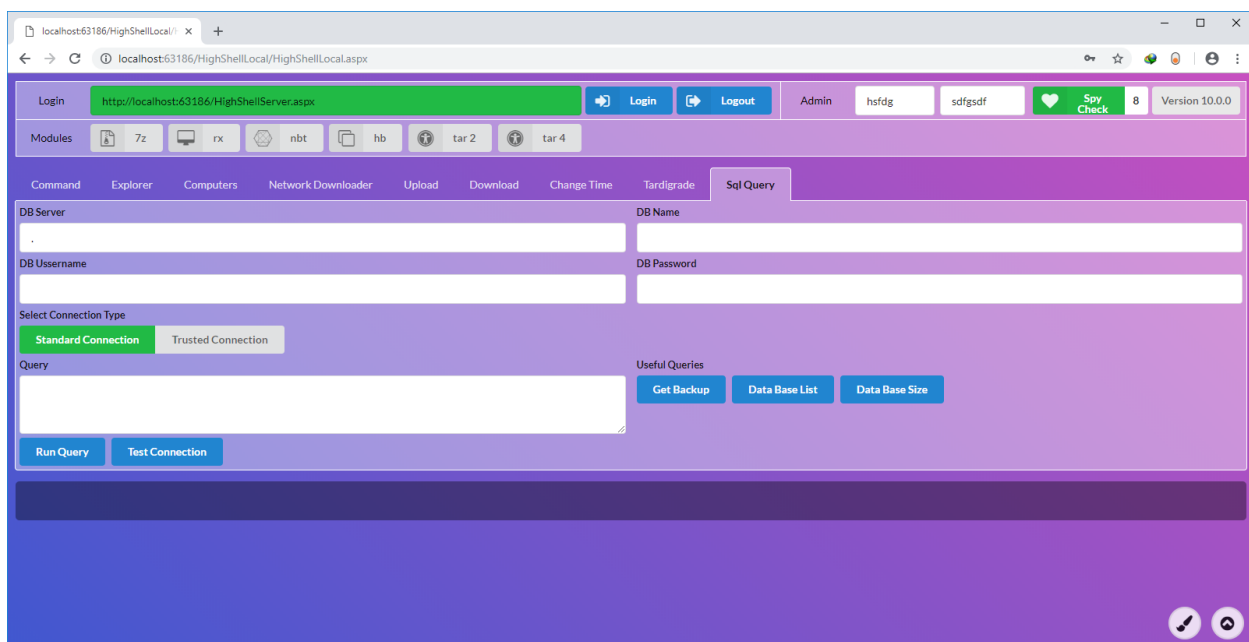 localhost:63186/HighShellLocal/
localhost:63186/HighShellLocal/HighShellLocal.aspx
Login http://localhost:63186/HighShellServer.aspx Login Logout Admin hsfdg sdfgsdf Spy Check 8 Version 10.0.0
Modules 7z rx nbt hb tar 2 tar 4
Command Explorer Computers Network Downloader Upload Download Change Time Tardigrade Sql Query
DB Server DB Name
.
DB Ussername DB Password
Select Connection Type
Standard Connection Trusted Connection
Query Useful Queries
Get Backup Data Base List Data Base Size
Run Query Test Connection